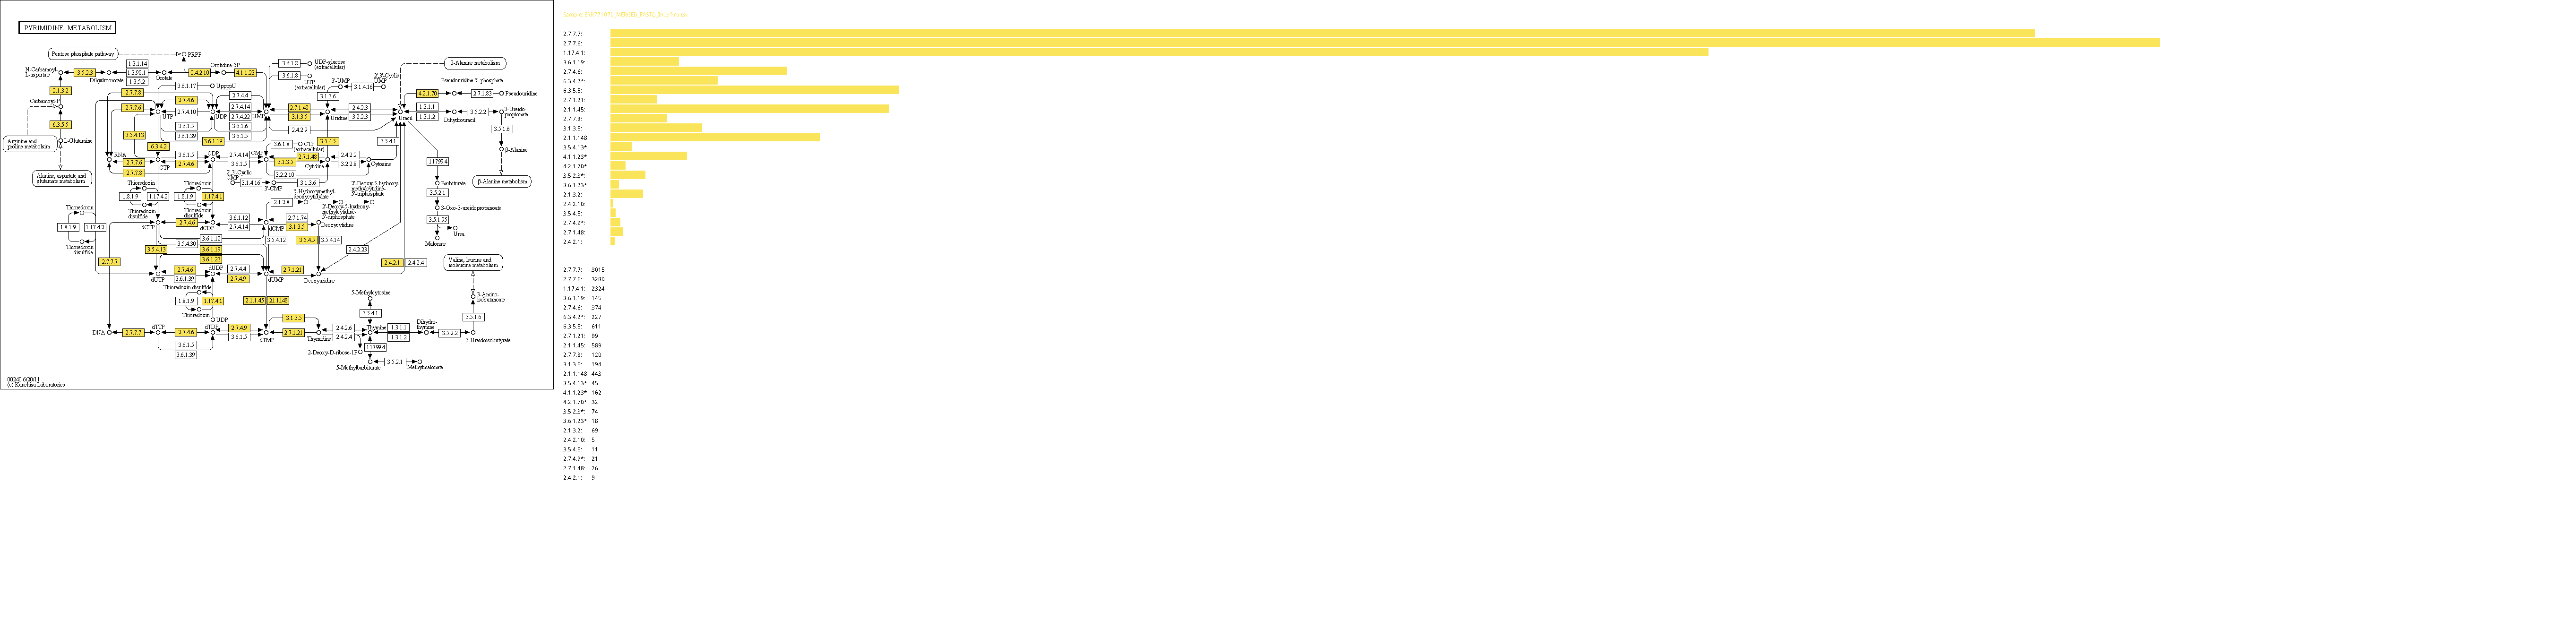 PYRIMIDINE METABOLISM
Pentose phosphate pathway
PRPP
N-Carbamoyl-
L-aspartate
3.5.2.3
Dihydroorotate
1.3.1.14
1.3.98.1
1.3.5.2
Orotate
2.4.2.10
Orotidine-5P
4.1.1.23
3.6.1.8
UDP-glucose
(extracellular)
3.6.1.8
UTP
(extracellular)
3'-UMP
3.1.4.16
2',3'-Cyclic
UMP
3.1.3.6
β-Alanine metabolism
Pseudouridine 5'-phosphate
4.2.1.70
2.7.1.83
Pseudouridine
2.1.3.2
Carbamoyl-P
6.3.5.5
L-Glutamine
Arginine and
proline metabolism
Alanine, aspartate and
glutamate metabolism
3.6.1.17
UppppU
2.7.7.8
2.7.7.6
2.7.4.6
2.7.4.10
3.6.1.5
3.6.1.39
UTP
UDP
UMP
2.7.4.4
2.7.4.14
2.7.4.22
3.6.1.6
3.6.1.5
2.7.1.48
3.1.3.5
Uridine
2.4.2.3
3.2.2.3
2.4.2.9
Uracil
1.3.1.1
1.3.1.2
Dihydrouracil
3.5.2.2
3-Ureido-
propionate
3.5.1.6
β-Alanine
β-Alanine metabolism
3.5.4.13
6.3.4.2
3.6.1.19
3.6.1.8
CTP
(extracellular)
3.5.4.5
3.5.4.1
RNA
2.7.7.6
2.7.7.8
CTP
3.6.1.5
2.7.4.6
CDP
2.7.4.14
3.6.1.5
CMP
3.1.3.5
2.7.1.48
Cytidine
2.4.2.2
3.2.2.8
Cytosine
3.2.2.10
2',3'-Cyclic
CMP
3.1.4.16
3'-CMP
3.1.3.6
1.17.99.4
Barbiturate
3.5.2.1
3-Oxo-3-ureidopropanoate
3.5.1.95
Urea
Malonate
Thioredoxin
1.8.1.9
1.17.4.2
Thioredoxin
disulfide
Thioredoxin
1.8.1.9
1.17.4.1
Thioredoxin
disulfide
Thioredoxin
1.8.1.9
1.17.4.2
Thioredoxin
disulfide
5-Hydroxymethyl-
deoxycytidylate
2.1.2.8
2'-Deoxy-5-hydroxy-
methylcytidine-
5'-diphosphate
2'-Deoxy-5-hydroxy-
methylcytidine-
5'-triphosphate
dCTP
2.7.4.6
dCDP
3.6.1.12
2.7.4.14
dCMP
2.7.1.74
3.1.3.5
Deoxycytidine
3.6.1.12
3.5.4.30
3.6.1.19
3.6.1.23
3.5.4.13
3.5.4.12
3.5.4.5
3.5.4.14
2.4.2.23
2.4.2.1
2.4.2.4
2.7.7.7
dUTP
2.7.4.6
3.6.1.39
dUDP
2.7.4.4
2.7.4.9
dUMP
2.7.1.21
Deoxyuridine
Valine, leucine and
isoleucine metabolism
Thioredoxin disulfide
1.8.1.9
1.17.4.1
Thioredoxin
UDP
2.1.1.45
2.1.1.148
5-Methylcytosine
3.5.4.1
3-Amino-
isobutanoate
3.5.1.6
DNA
2.7.7.7
dTTP
2.7.4.6
3.6.1.5
3.6.1.39
dTDP
2.7.4.9
3.6.1.5
dTMP
3.1.3.5
2.7.1.21
Thymidine
2.4.2.6
2.4.2.4
Thymine
1.3.1.1
1.3.1.2
Dihydro-
thymine
3.5.2.2
3-Ureidoisobutyrate
2-Deoxy-D-ribose-1P
1.17.99.4
5-Methylbarbiturate
3.5.2.1
Methylmalonate
00240 6/20/11
(c) Kanehisa Laboratories
2.7.7.7:
2.7.7.6:
1.17.4.1:
3.6.1.19:
2.7.4.6:
6.3.4.2*:
6.3.5.5:
2.7.1.21:
2.1.1.45:
2.7.7.8:
3.1.3.5:
2.1.1.148:
3.5.4.13*:
4.1.1.23*:
4.2.1.70*:
3.5.2.3*:
3.6.1.23*:
2.1.3.2:
2.4.2.10:
3.5.4.5:
2.7.4.9*:
2.7.1.48:
2.4.2.1:
2.7.7.7: 3015
2.7.7.6: 3280
1.17.4.1: 2324
3.6.1.19: 145
2.7.4.6: 374
6.3.4.2*: 227
6.3.5.5: 611
2.7.1.21: 99
2.1.1.45: 589
2.7.7.8: 120
3.1.3.5: 194
2.1.1.148: 443
3.5.4.13*: 45
4.1.1.23*: 162
4.2.1.70*: 32
3.5.2.3*: 74
3.6.1.23*: 18
2.1.3.2: 69
2.4.2.10: 5
3.5.4.5: 11
2.7.4.9*: 21
2.7.1.48: 26
2.4.2.1: 9